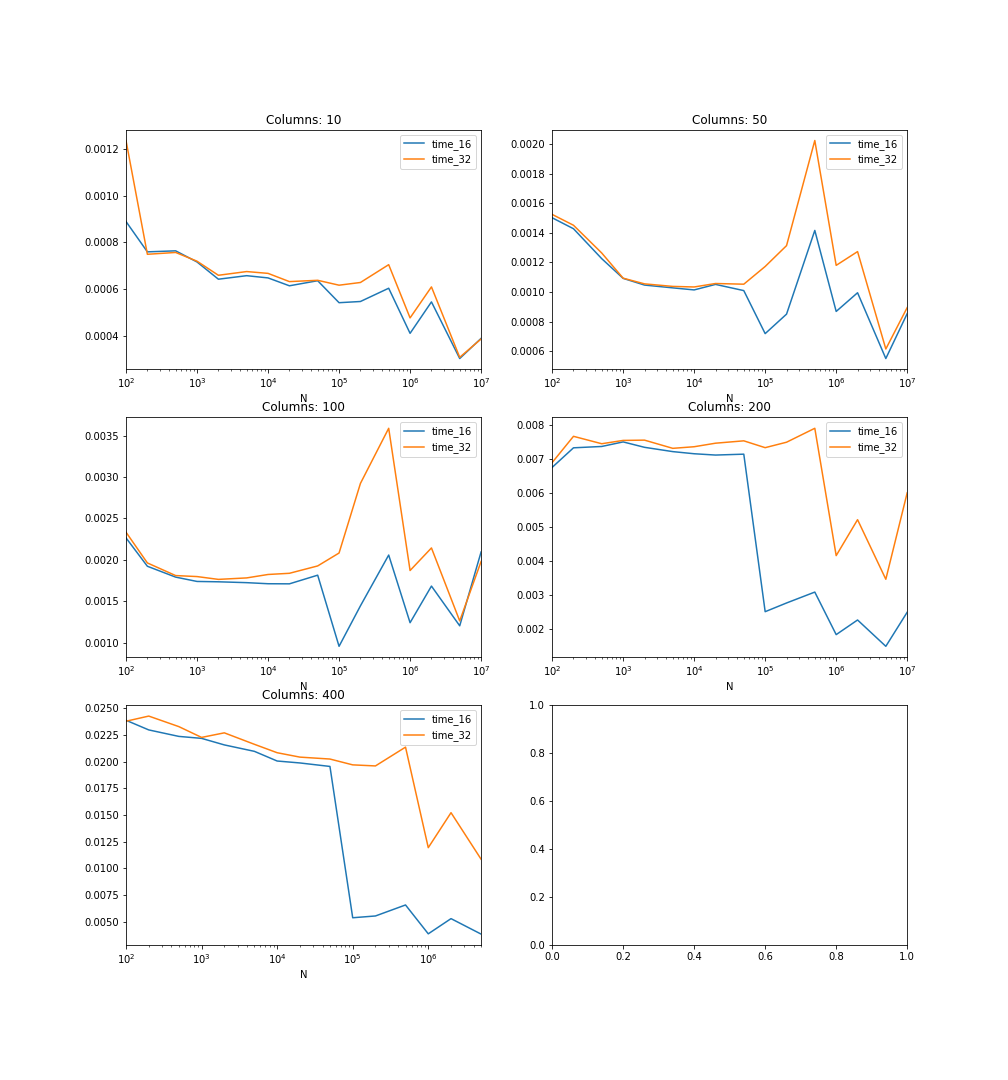 Columns: 10
time_16
time_32
0.0012
0.0010
0.0008
0.0006
0.0004
10² 10³ 10⁴ 10⁵ 10⁶ 10⁷
N
Columns: 50
time_16
time_32
0.0020
0.0018
0.0016
0.0014
0.0012
0.0010
0.0008
0.0006
10² 10³ 10⁴ 10⁵ 10⁶ 10⁷
N
Columns: 100
time_16
time_32
0.0035
0.0030
0.0025
0.0020
0.0015
0.0010
10² 10³ 10⁴ 10⁵ 10⁶ 10⁷
N
Columns: 200
time_16
time_32
0.008
0.007
0.006
0.005
0.004
0.003
0.002
10² 10³ 10⁴ 10⁵ 10⁶ 10⁷
N
Columns: 400
time_16
time_32
0.0250
0.0225
0.0200
0.0175
0.0150
0.0125
0.0100
0.0075
0.0050
10² 10³ 10⁴ 10⁵ 10⁶
N
1.0
0.8
0.6
0.4
0.2
0.0
0.0 0.2 0.4 0.6 0.8 1.0